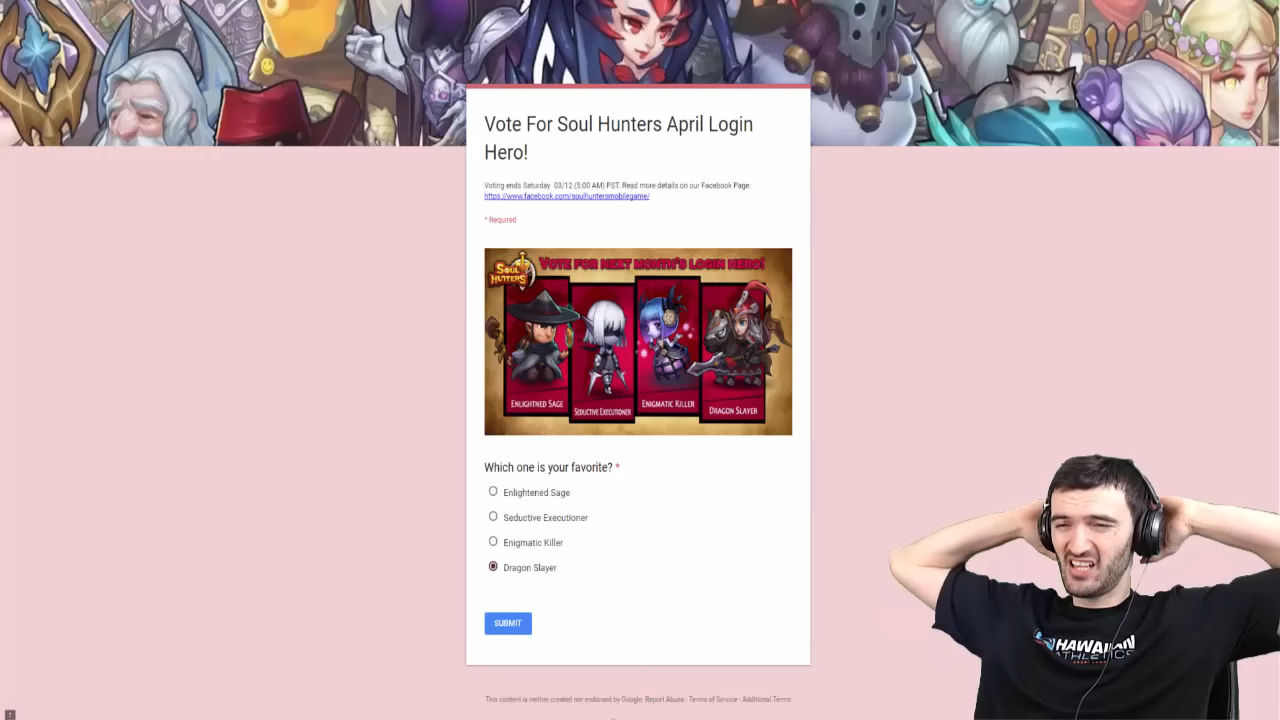 Vote For Soul Hunters April Login
Hero!
Voting ends Saturday 03/12 (5:00 AM) PST. Read more details on our Facebook Page:
https://www.facebook.com/soulhuntersmobilegame/
* Required
SOUL
HUNTERS
VOTE FOR NEXT MONTH'S LOGIN HERO!
ENLIGHTNED SAGE
SEDUCTIVE EXECUTIONER
ENIGMATIC KILLER
DRAGON SLAYER
Which one is your favorite? *
Enlightened Sage
Seductive Executioner
Enigmatic Killer
Dragon Slayer
SUBMIT
HAWAIIAN
ATHLETICS
This content is neither created nor endorsed by Google. Report Abuse - Terms of Service - Additional Terms